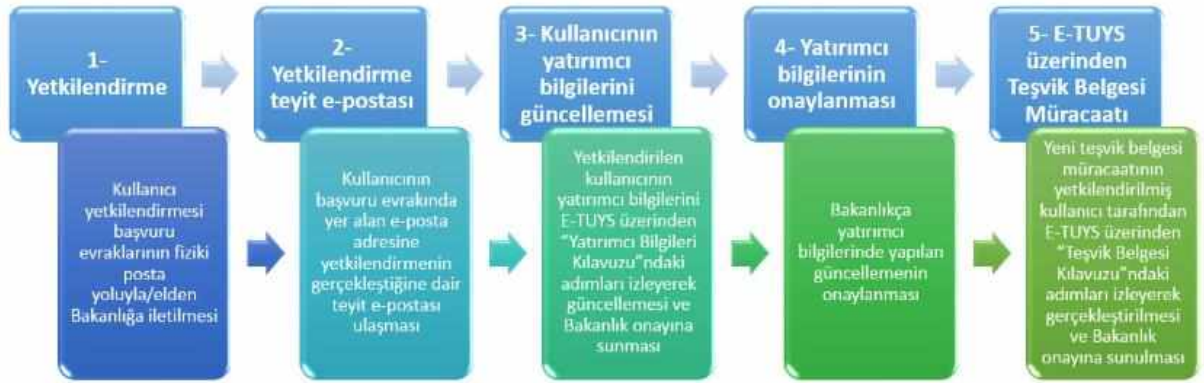 1-
Yetkilendirme
Kullanıcı
yetkilendirmesi
başvuru
evraklarının fiziki
posta
yoluyla/elden
Bakanlığa iletilmesi
2-
Yetkilendirme
teyit e-postası
Kullanıcının
başvuru evrakında
yer alan e-posta
adresine
yetkilendirmenin
gerçekleştiğine dair
teyit e-postası
ulaşması
3- Kullanıcının
yatırımcı
bilgilerini
güncellemesi
Yetkilendirilen
kullanıcının
yatırımcı bilgilerini
E-TUYS üzerinden
"Yatırımcı Bilgileri
Kılavuzu"ndaki
adımları izleyerek
güncellemesi ve
Bakanlık onayına
sunması
4- Yatırımcı
bilgilerinin
onaylanması
Bakanlıkça
yatırımcı
bilgilerinde yapılan
güncellemenin
onaylanması
5- E-TUYS
üzerinden
Teşvik Belgesi
Müracaatı
Yeni teşvik belgesi
müracaatının
yetkilendirilmiş
kullanıcı tarafından
E-TUYS üzerinden
"Teşvik Belgesi
Kılavuzu"ndaki
adımları izleyerek
gerçekleştirilmesi
ve Bakanlık
onayına sunulması